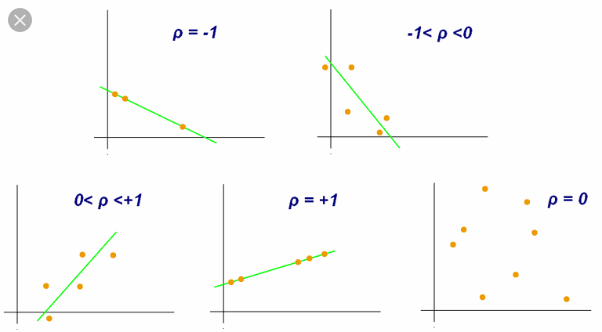 ρ = -1
-1< ρ <0
0< ρ <+1
ρ = +1
ρ = 0